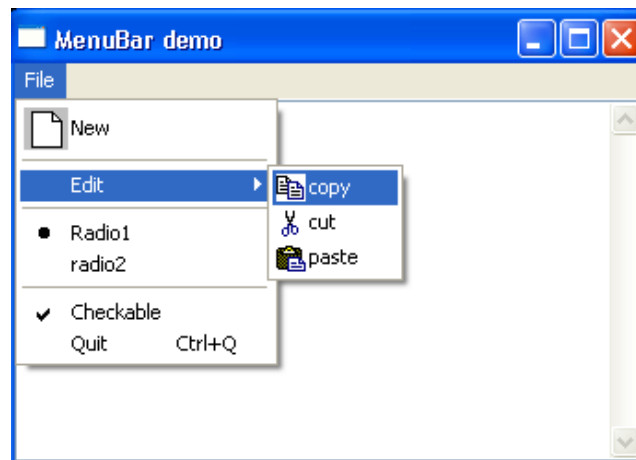 MenuBar demo
File
New
Edit
copy
cut
paste
Radio1
radio2
Checkable
Quit Ctrl+Q